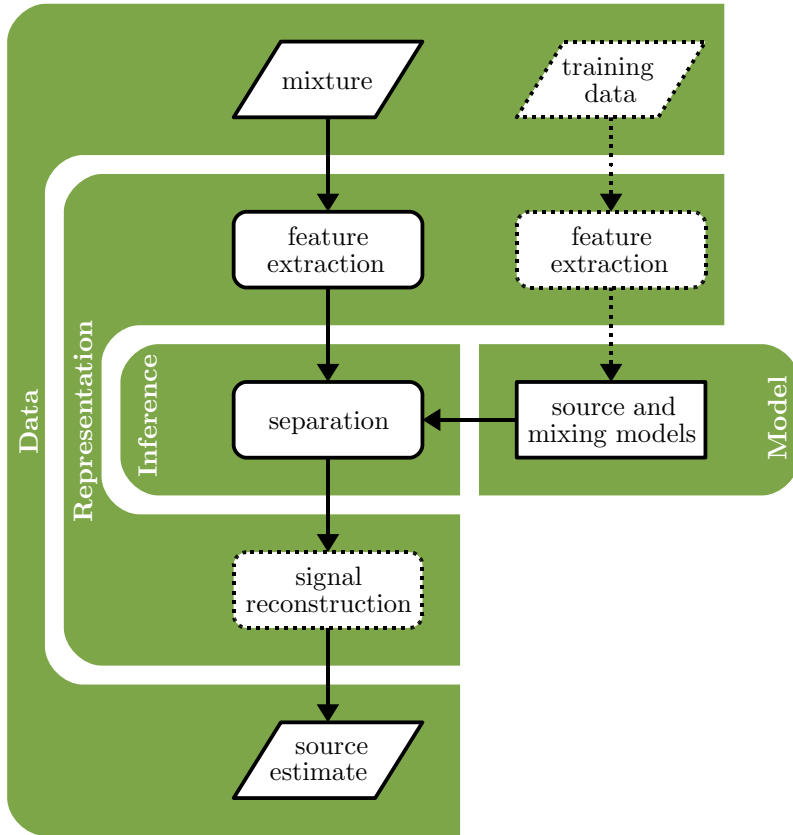 mixture
training
data
feature
extraction
feature
extraction
Data
Representation
Inference
separation
source and
mixing models
Model
signal
reconstruction
source
estimate